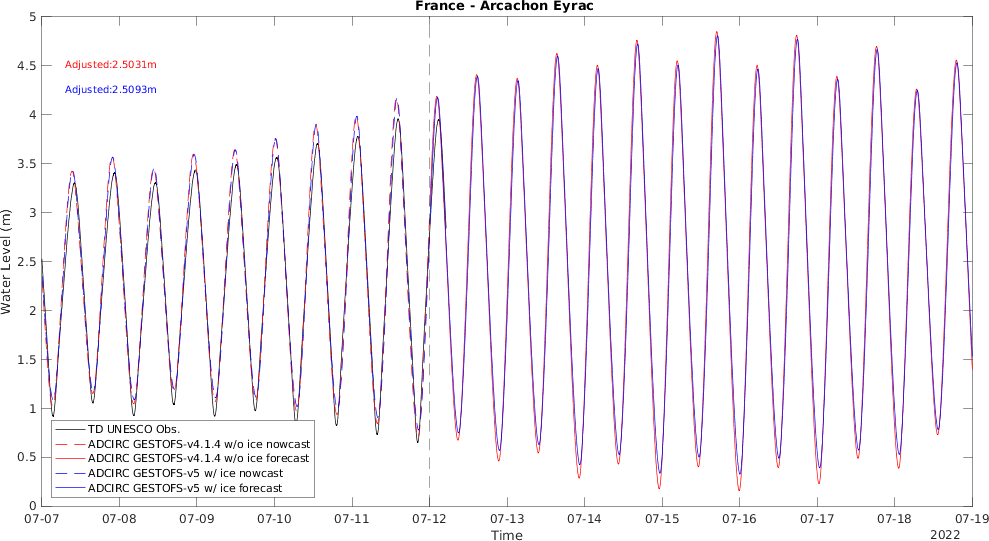 France - Arcachon Eyrac
Adjusted:2.5031m
Adjusted:2.5093m
Water Level (m)
5
4.5
4
3.5
3
2.5
2
1.5
1
0.5
0
TD UNESCO Obs.
ADCIRC GESTOFS-v4.1.4 w/o ice nowcast
ADCIRC GESTOFS-v4.1.4 w/o ice forecast
ADCIRC GESTOFS-v5 w/ ice nowcast
ADCIRC GESTOFS-v5 w/ ice forecast
07-07 07-08 07-09 07-10 07-11 07-12 07-13 07-14 07-15 07-16 07-17 07-18 07-19
Time
2022